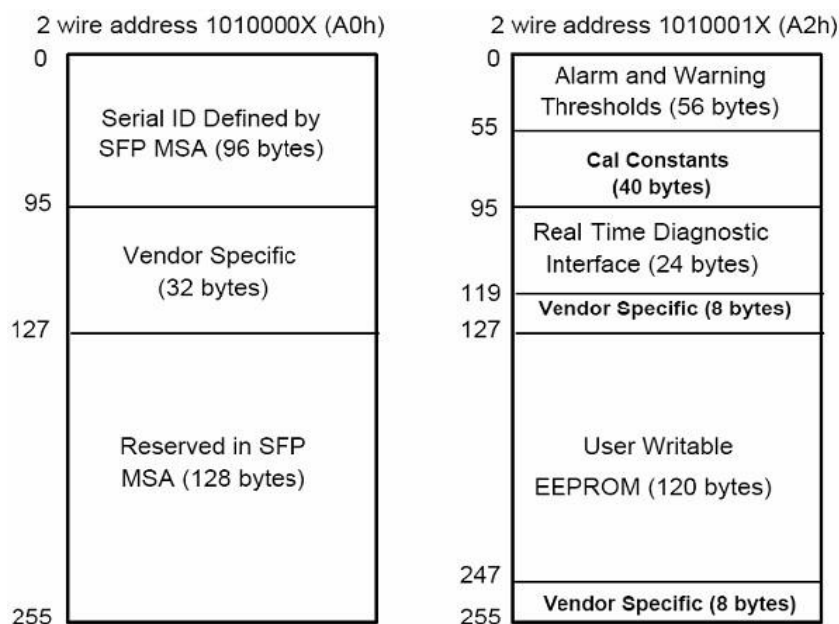 2 wire address 1010000X (A0h)
0
Serial ID Defined by
SFP MSA (96 bytes)
95
Vendor Specific
(32 bytes)
127
Reserved in SFP
MSA (128 bytes)
255
2 wire address 1010001X (A2h)
0
Alarm and Warning
Thresholds (56 bytes)
55
Cal Constants
(40 bytes)
95
Real Time Diagnostic
Interface (24 bytes)
119
Vendor Specific (8 bytes)
127
User Writable
EEPROM (120 bytes)
247
Vendor Specific (8 bytes)
255